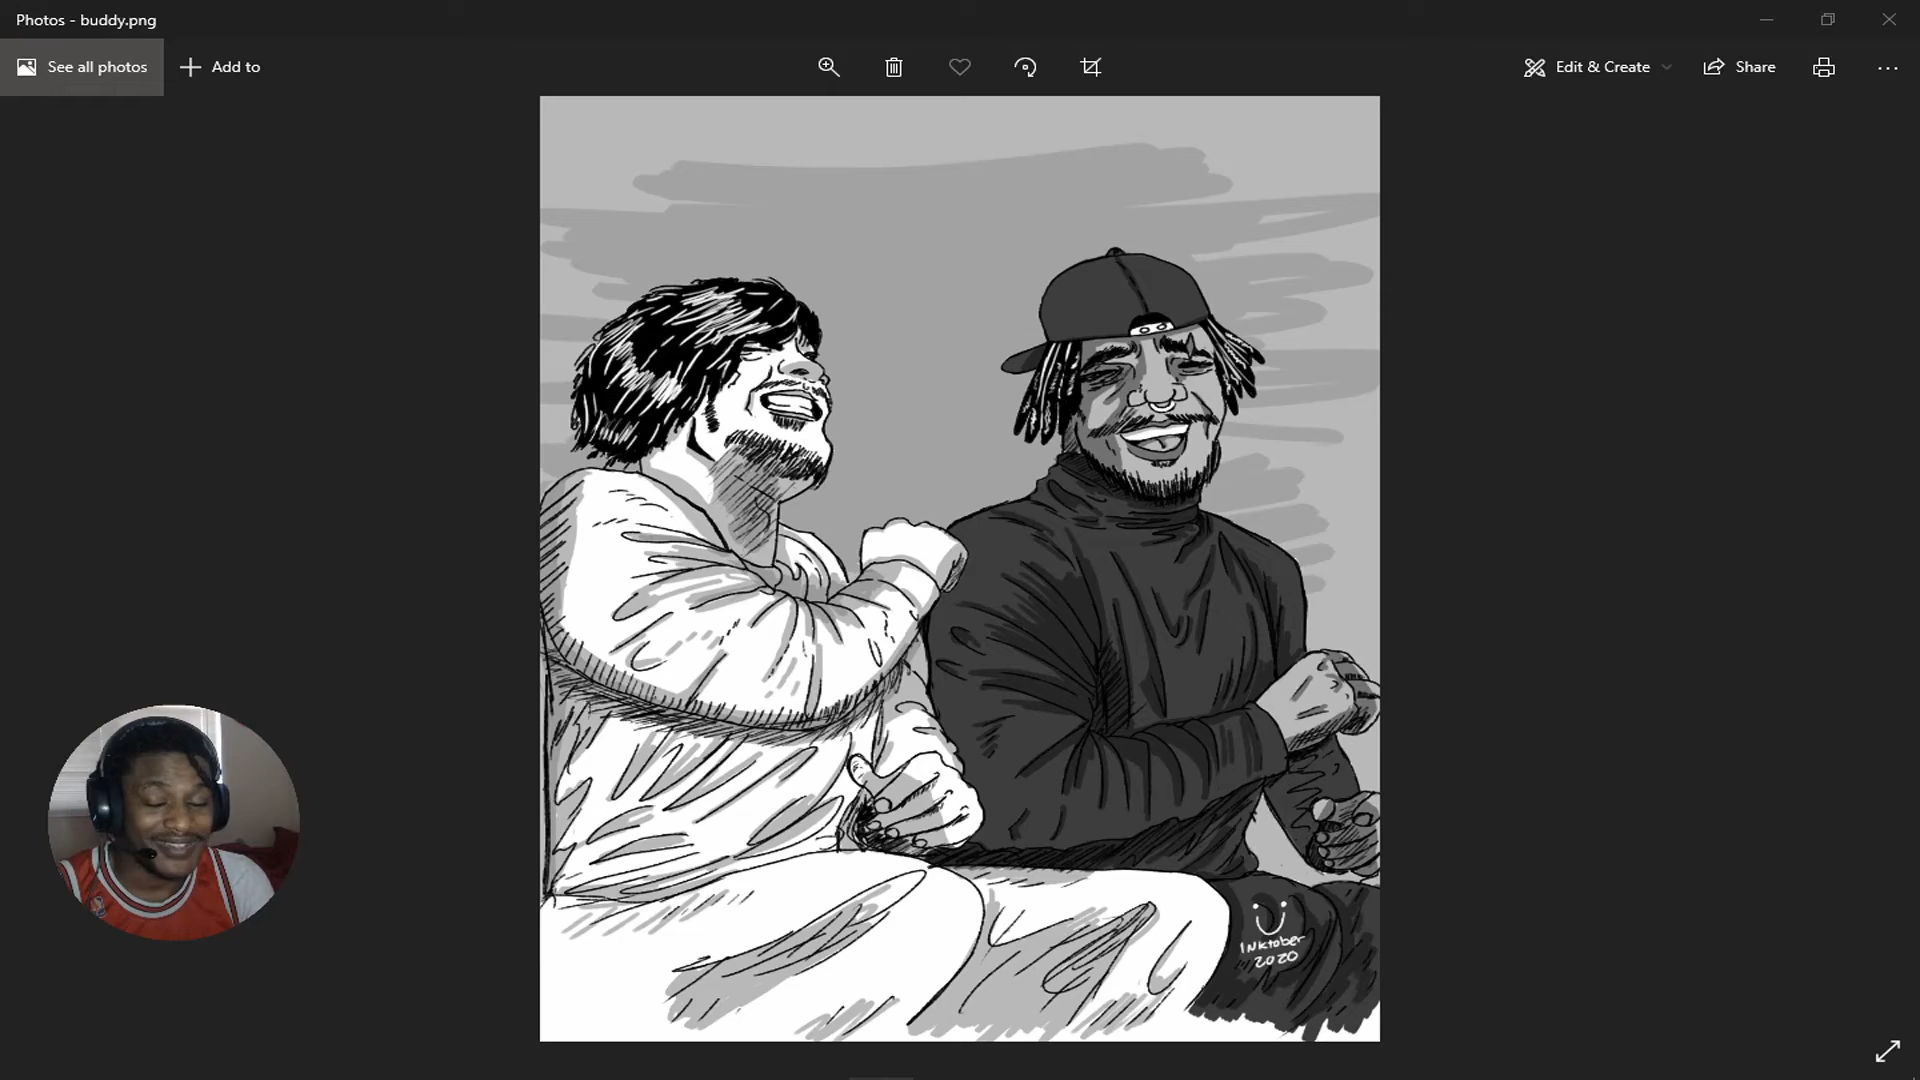 Photos - buddy.png
See all photos
Add to
Edit & Create
Share
INktober
2020